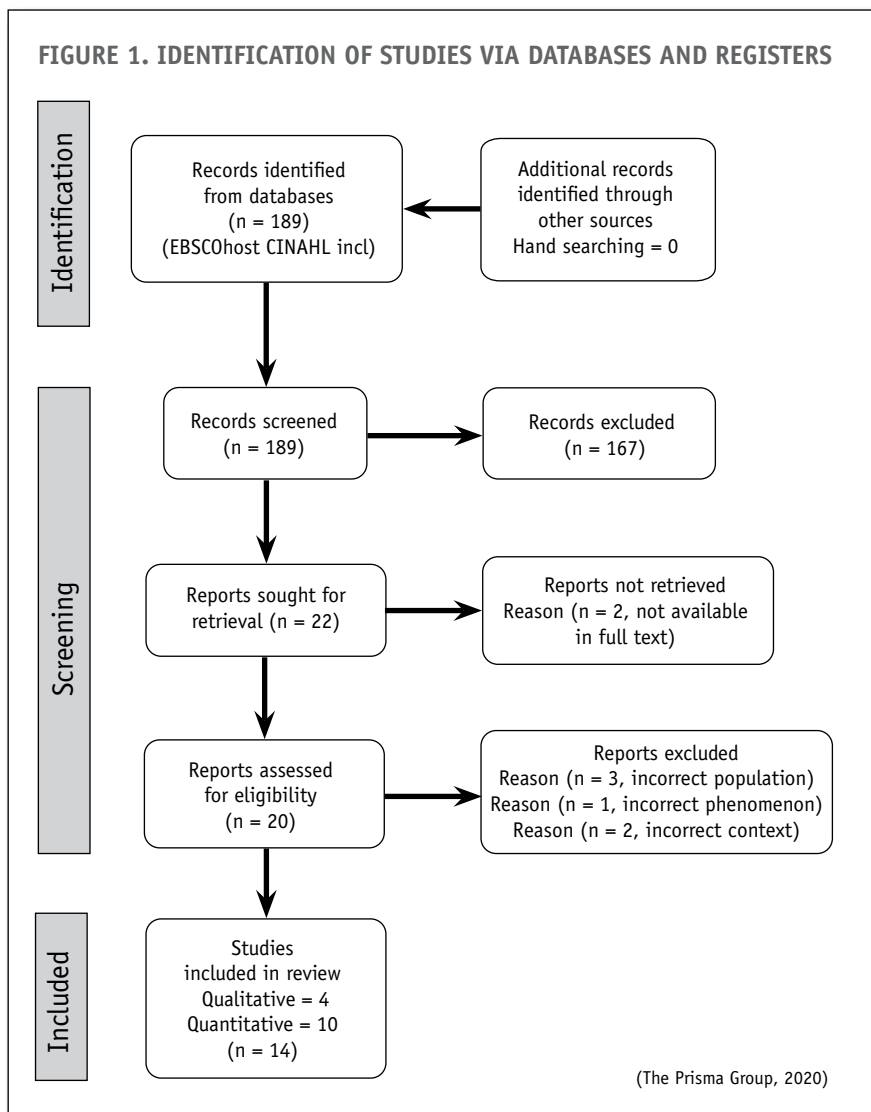 FIGURE 1. IDENTIFICATION OF STUDIES VIA DATABASES AND REGISTERS
Identification
Records identified
from databases
(n = 189)
(EBSCOhost CINAHL incl)
Additional records
identified through
other sources
Hand searching = 0
Screening
Records screened
(n = 189)
Records excluded
(n = 167)
Reports sought for
retrieval (n = 22)
Reports not retrieved
Reason (n = 2, not available
in full text)
Reports assessed
for eligibility
(n = 20)
Reports excluded
Reason (n = 3, incorrect population)
Reason (n = 1, incorrect phenomenon)
Reason (n = 2, incorrect context)
Included
Studies
included in review
Qualitative = 4
Quantitative = 10
(n = 14)
(The Prisma Group, 2020)